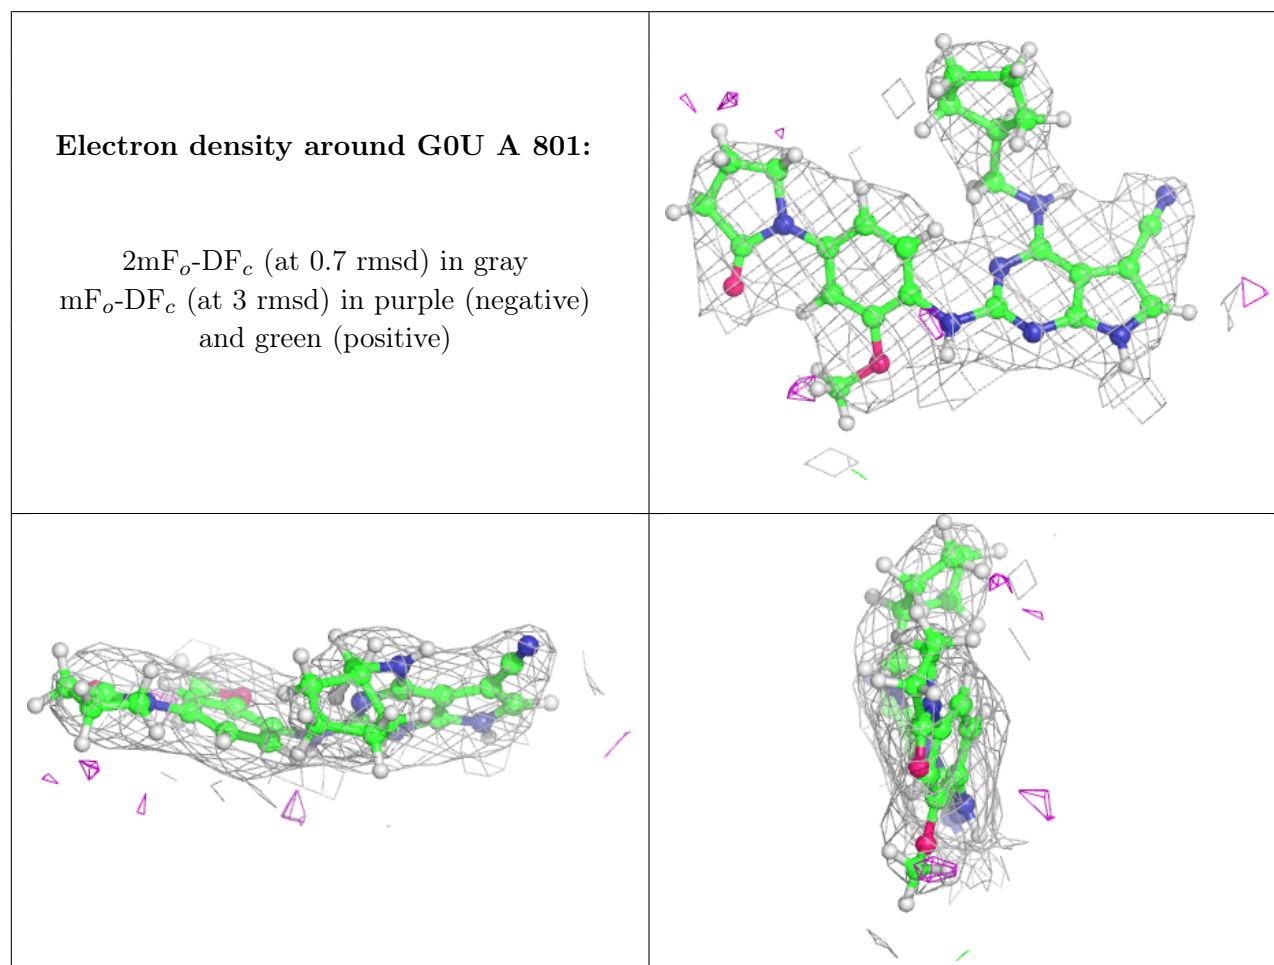 Electron density around G0U A 801:
2mFo-DFc (at 0.7 rmsd) in gray
mFo-DFc (at 3 rmsd) in purple (negative)
and green (positive)